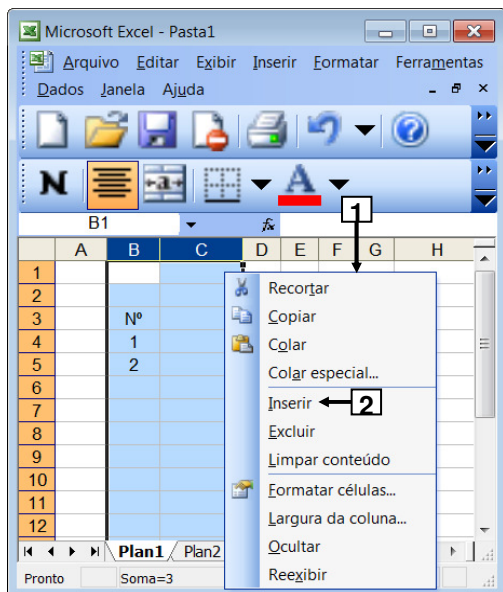 Microsoft Excel - Pasta1
Arquivo Editar Exibir Inserir Formatar Ferramentas
Dados Janela Ajuda
N a A
B1 fx
1
A B C D E F G H
1
2
3 Nº
4 1
5 2
6
7
8
9
10
11
12
Recortar
Copiar
Colar
Colar especial...
Inserir 2
Excluir
Limpar conteúdo
Formatar células...
Largura da coluna...
Ocultar
Reexibir
Plan1 Plan2
Pronto Soma=3